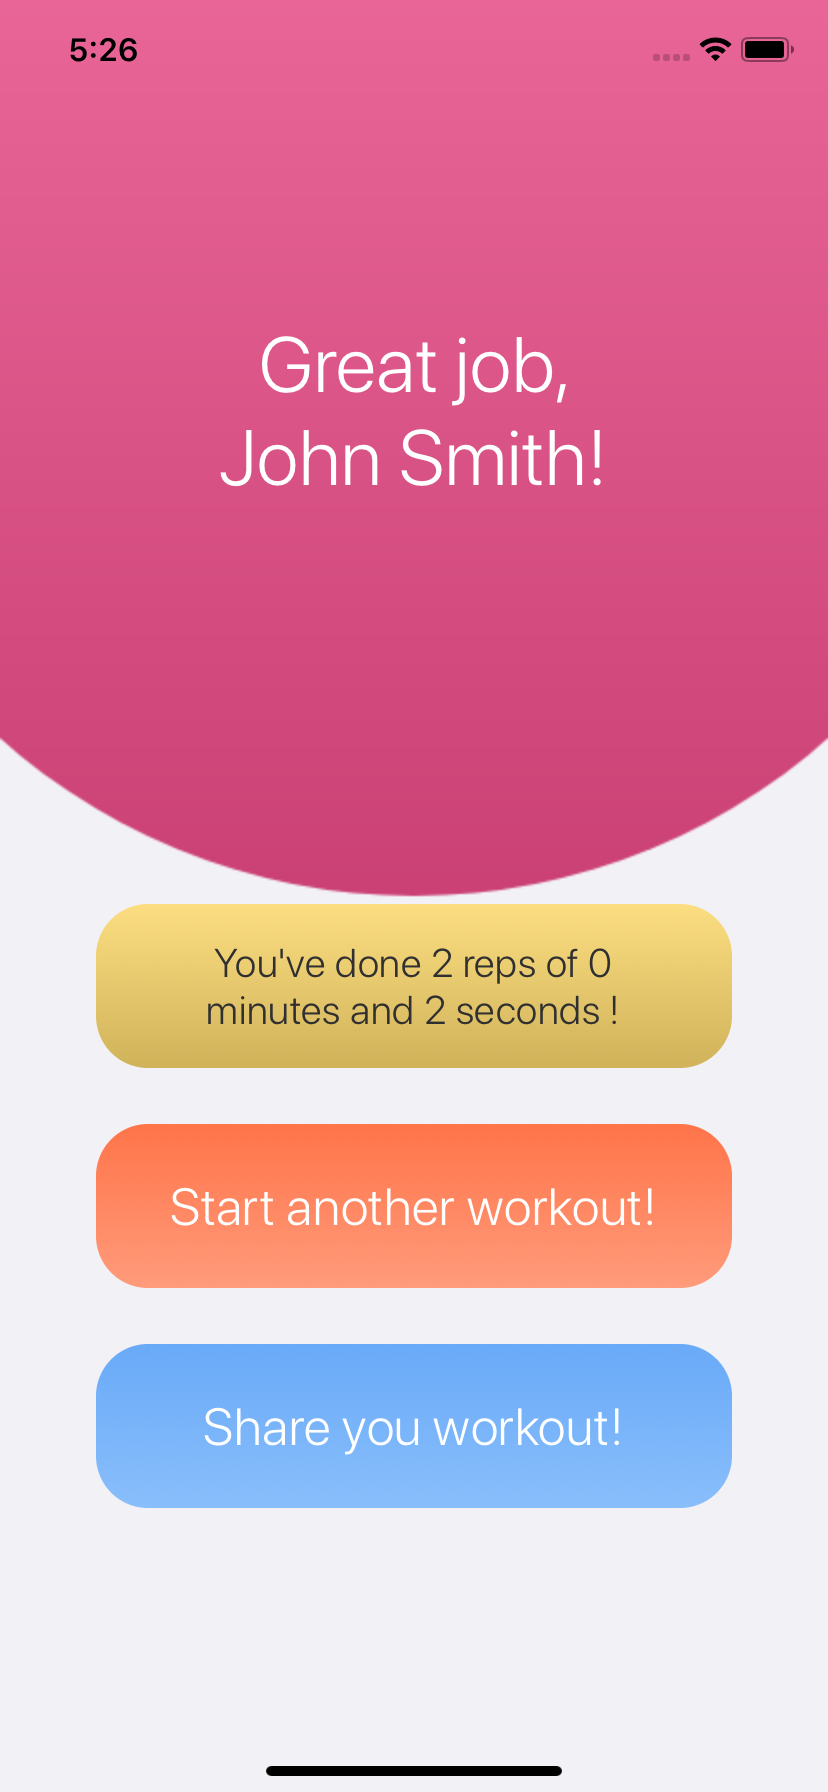 5:26
Great job,
John Smith!
You've done 2 reps of 0
minutes and 2 seconds !
Start another workout!
Share you workout!